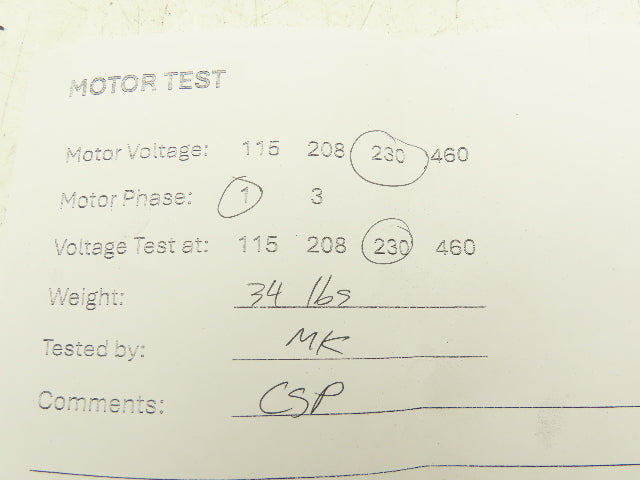 MOTOR TEST
Motor Voltage: 115 208 230 460
Motor Phase: 1 3
Voltage Test at: 115 208 230 460
Weight: 34 lbs
Tested by: MK
Comments: CSP